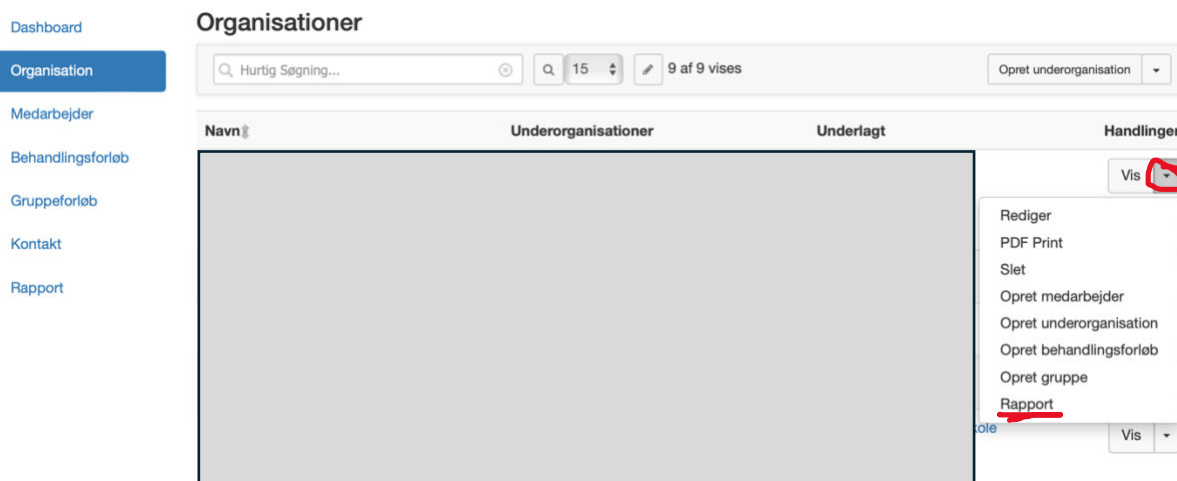 Dashboard
Organisation
Medarbejder
Behandlingsforløb
Gruppeforløb
Kontakt
Rapport
Organisationer
Hurtig Søgning...
15
9 af 9 vises
Opret underorganisation
Navn
Underorganisationer
Underlagt
Handlinger
Vis
Rediger
PDF Print
Slet
Opret medarbejder
Opret underorganisation
Opret behandlingsforløb
Opret gruppe
Rapport
Vis